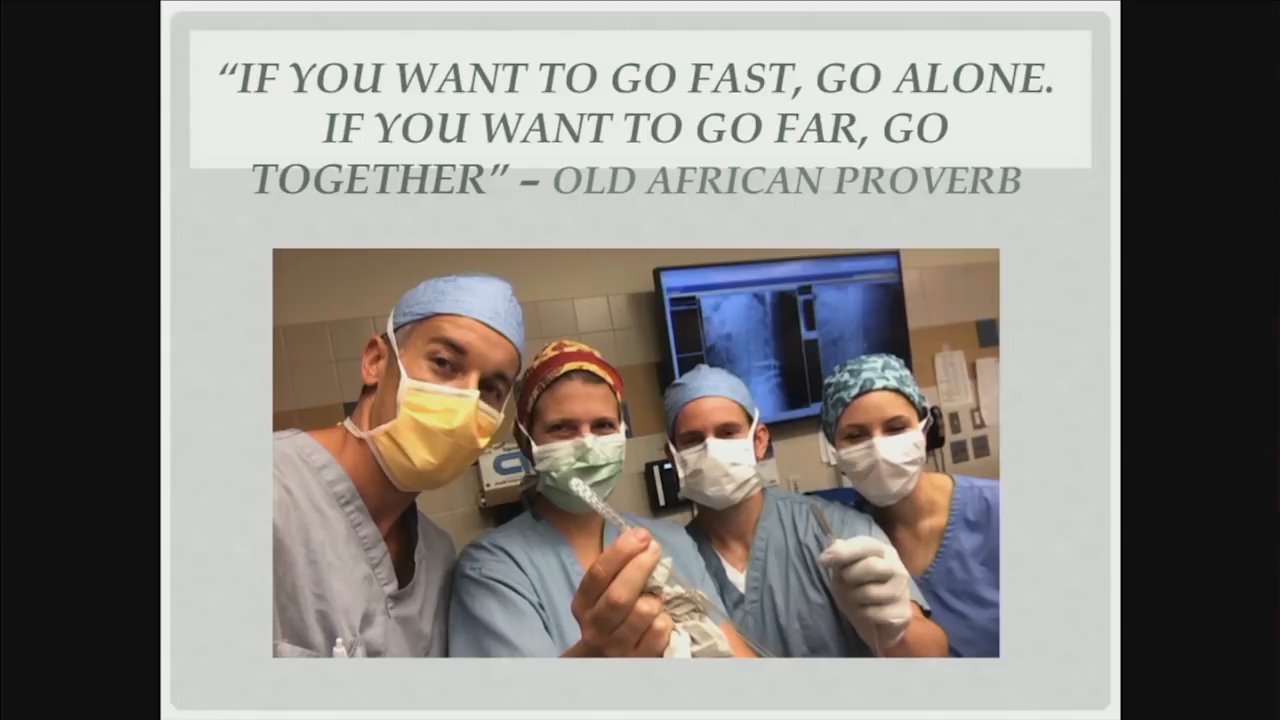 “IF YOU WANT TO GO FAST, GO ALONE.
IF YOU WANT TO GO FAR, GO
TOGETHER” – OLD AFRICAN PROVERB